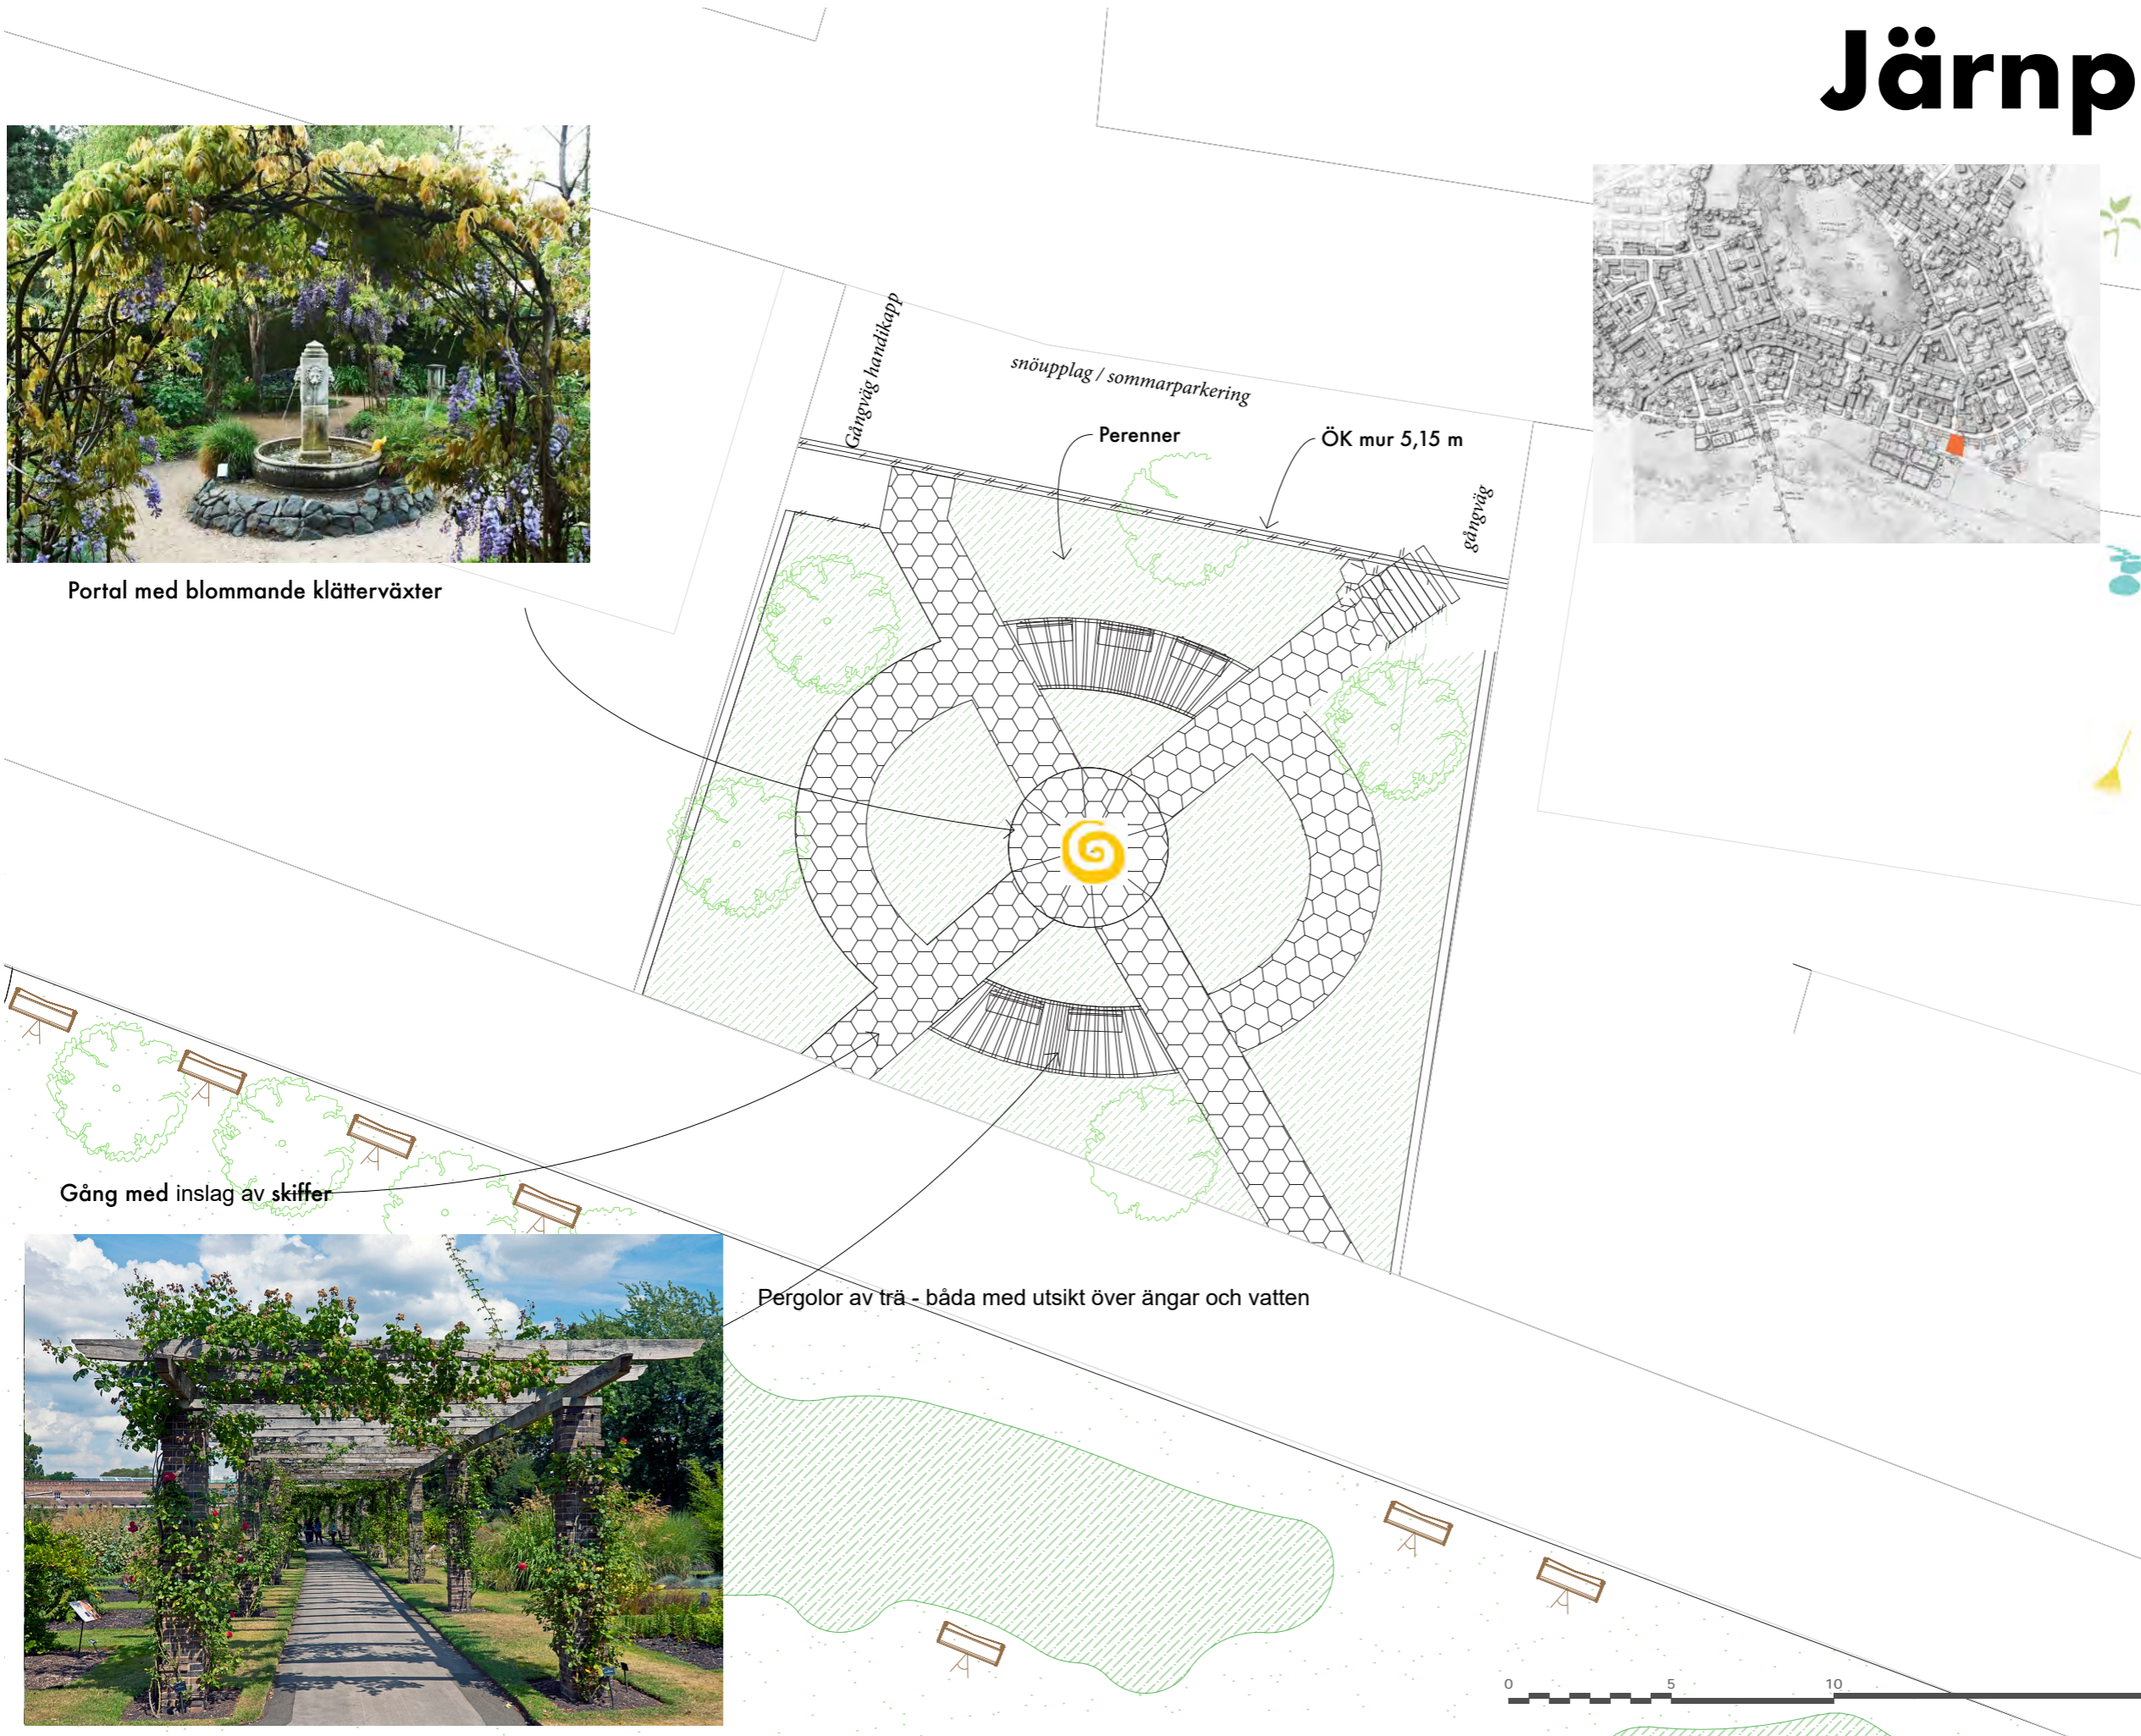 Järnp
Gångväg handikapp
snöupplag / sommarparkering
Perenner
ÖK mur 5,15 m
gångväg
Portal med blommande klätterväxter
Gång med inslag av skiffer
Pergolor av trä - båda med utsikt över ängar och vatten
0 5 10